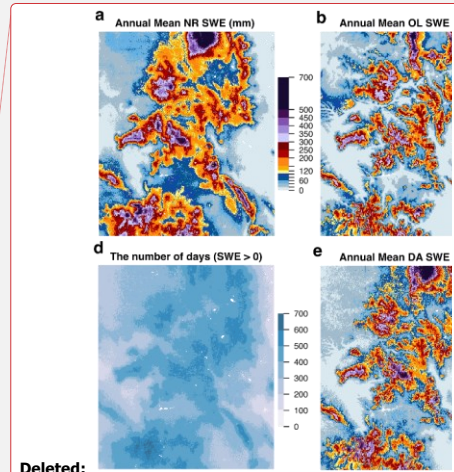 a
Annual Mean NR SWE (mm)
700
500
450
400
350
300
250
200
120
60
0
b
Annual Mean OL SWE
d
The number of days (SWE > 0)
700
600
500
400
300
200
100
0
e
Annual Mean DA SWE
Deleted: